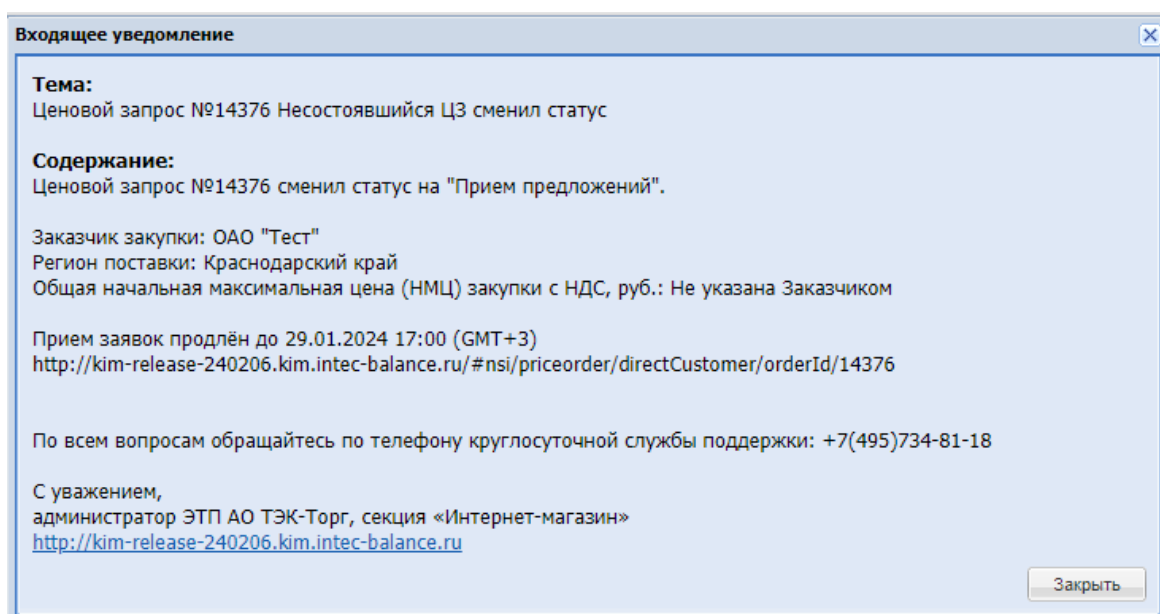 Входящее уведомление
Тема:
Ценовой запрос №14376 Несостоявшийся ЦЗ сменил статус
Содержание:
Ценовой запрос №14376 сменил статус на "Прием предложений".
Заказчик закупки: ОАО "Тест"
Регион поставки: Краснодарский край
Общая начальная максимальная цена (НМЦ) закупки с НДС, руб.: Не указана Заказчиком
Прием заявок продлён до 29.01.2024 17:00 (GMT+3)
http://kim-release-240206.kim.intec-balance.ru/#nsi/priceorder/directCustomer/orderId/14376
По всем вопросам обращайтесь по телефону круглосуточной службы поддержки: +7(495)734-81-18
С уважением,
администратор ЭТП АО ТЭК-Торг, секция «Интернет-магазин»
http://kim-release-240206.kim.intec-balance.ru
Закрыть